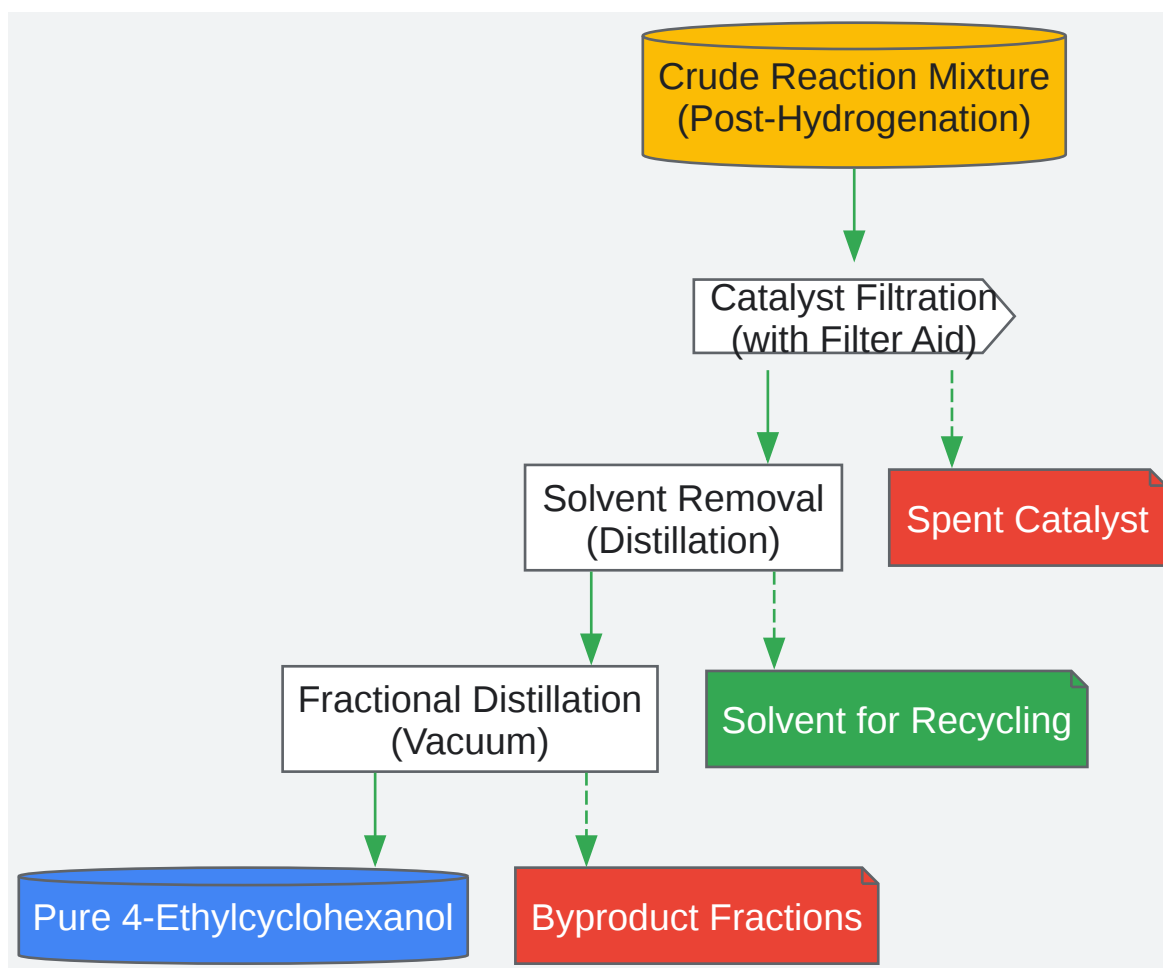 Crude Reaction Mixture
(Post-Hydrogenation)
Catalyst Filtration
(with Filter Aid)
Solvent Removal
(Distillation)
Spent Catalyst
Fractional Distillation
(Vacuum)
Solvent for Recycling
Pure 4-Ethylcyclohexanol
Byproduct Fractions